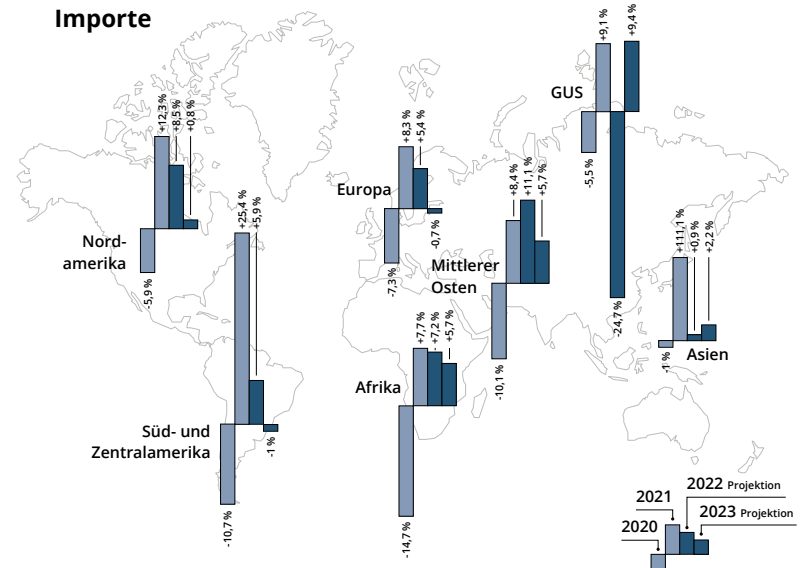 Importe
+9,1 %
+9,4 %
GUS
-5,5 %
-24,7 %
+12,3 %
+8,5 %
+0,8 %
Nord-
amerika
-5,9 %
+8,3 %
+5,4 %
Europa
-0,7 %
-7,3 %
+8,4 %
+11,1 %
+5,7 %
Mittlerer
Osten
-10,1 %
+111,1 %
+0,9 %
+2,2 %
-1 %
Asien
+25,4 %
+5,9 %
Süd- und
Zentralamerika
-1 %
-10,7 %
+7,7 %
+7,2 %
+5,7 %
Afrika
-14,7 %
2020
2021
2022 Projektion
2023 Projektion